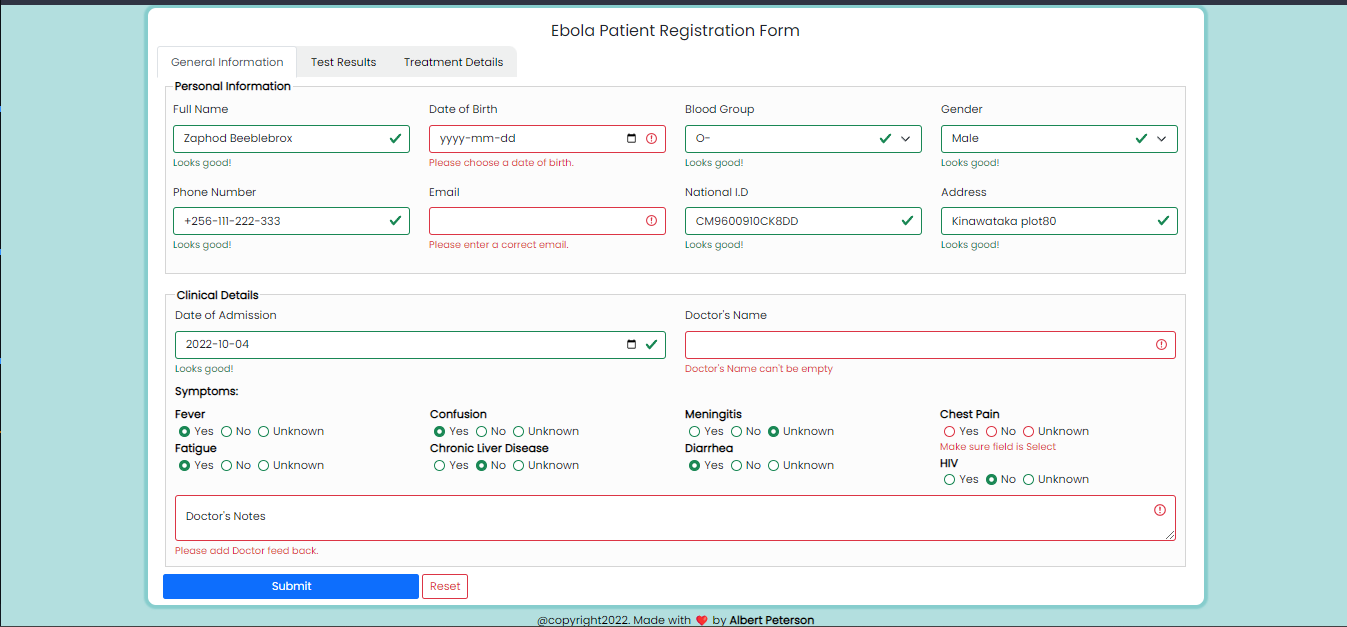 Ebola Patient Registration Form
General Information Test Results Treatment Details
Personal Information
Full Name Date of Birth Blood Group Gender
Zaphod Beeblebrox yyyy-mm-dd O- Male
Looks good! Please choose a date of birth. Looks good! Looks good!
Phone Number Email National I.D Address
+256-111-222-333 CM9600910CK8DD Kinawataka plot80
Looks good! Please enter a correct email. Looks good! Looks good!
Clinical Details
Date of Admission Doctor's Name
2022-10-04
Looks good! Doctor's Name can't be empty
Symptoms:
Fever Confusion Meningitis Chest Pain
Yes No Unknown Yes No Unknown Yes No Unknown Yes No Unknown
Make sure field is Select
Fatigue Chronic Liver Disease Diarrhea HIV
Yes No Unknown Yes No Unknown Yes No Unknown Yes No Unknown
Doctor's Notes
Please add Doctor feed back.
Submit Reset
@copyright2022. Made with ❤️ by Albert Peterson